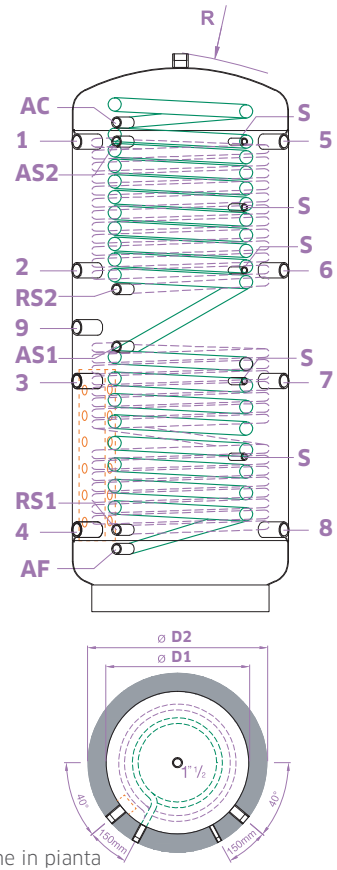 R
AC
S
1
5
AS2
S
S
2
6
RS2
9
AS1
S
3
7
S
RS1
4
8
AF
ø D2
ø D1
1" 1/2
40°
40°
150mm
150mm
in pianta